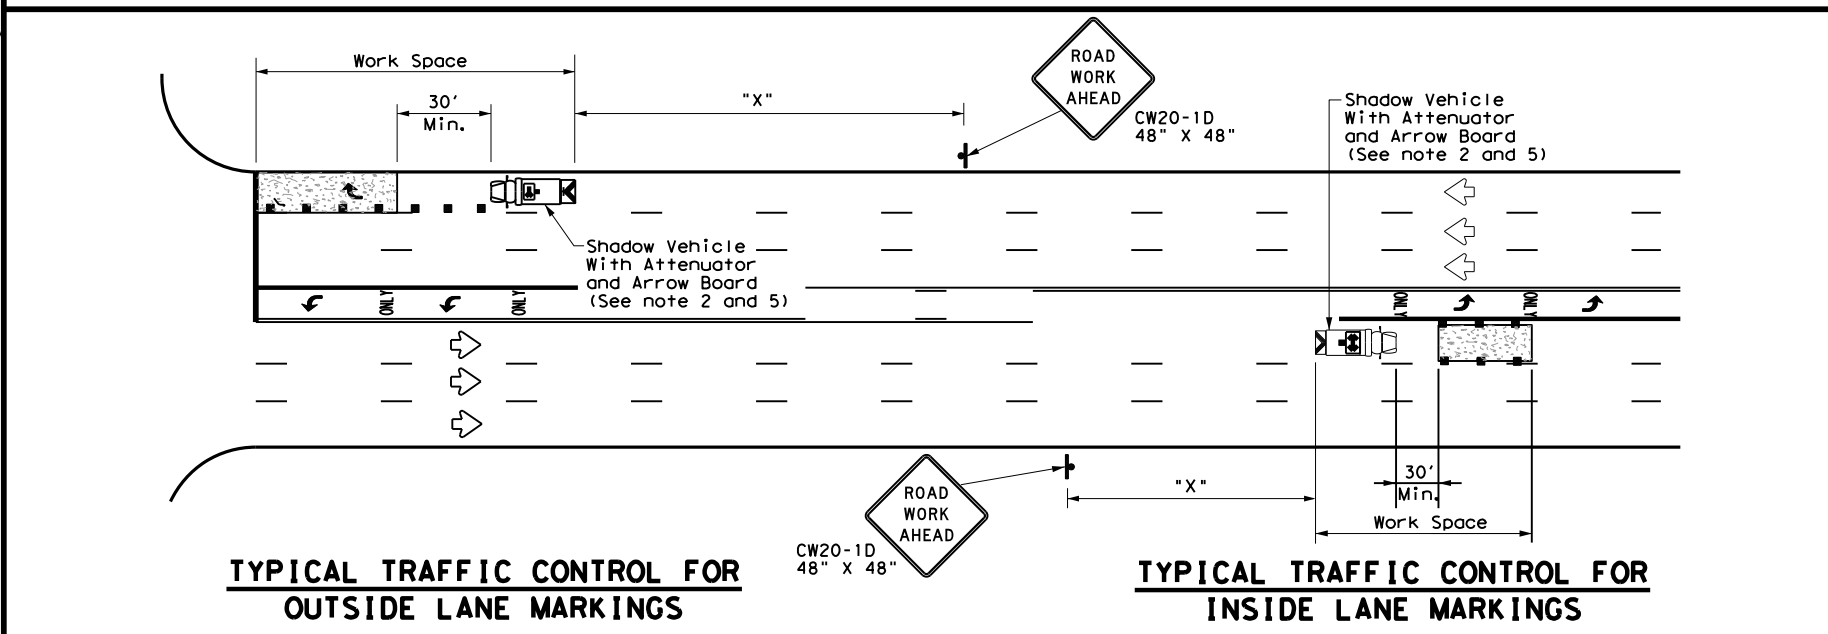 Work Space
30'
Min.
"X"
ROAD
WORK
AHEAD
CW20-1D
48" X 48"
Shadow Vehicle
With Attenuator
and Arrow Board
(See note 2 and 5)
Shadow Vehicle
With Attenuator
and Arrow Board
(See note 2 and 5)
ONLY
ONLY
ONLY
ONLY
ROAD
WORK
AHEAD
CW20-1D
48" X 48"
"X"
30'
Min.
Work Space
TYPICAL TRAFFIC CONTROL FOR
OUTSIDE LANE MARKINGS
TYPICAL TRAFFIC CONTROL FOR
INSIDE LANE MARKINGS